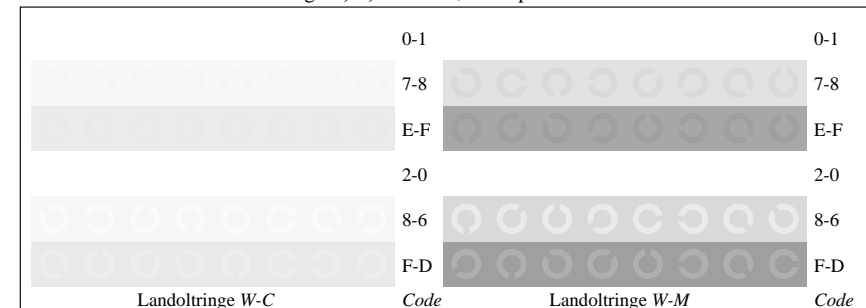 0-1 0-1
7-8 7-8
E-F E-F
2-0 2-0
8-6 8-6
F-D F-D
Landoltringe W-C Code Landoltringe W-M Code